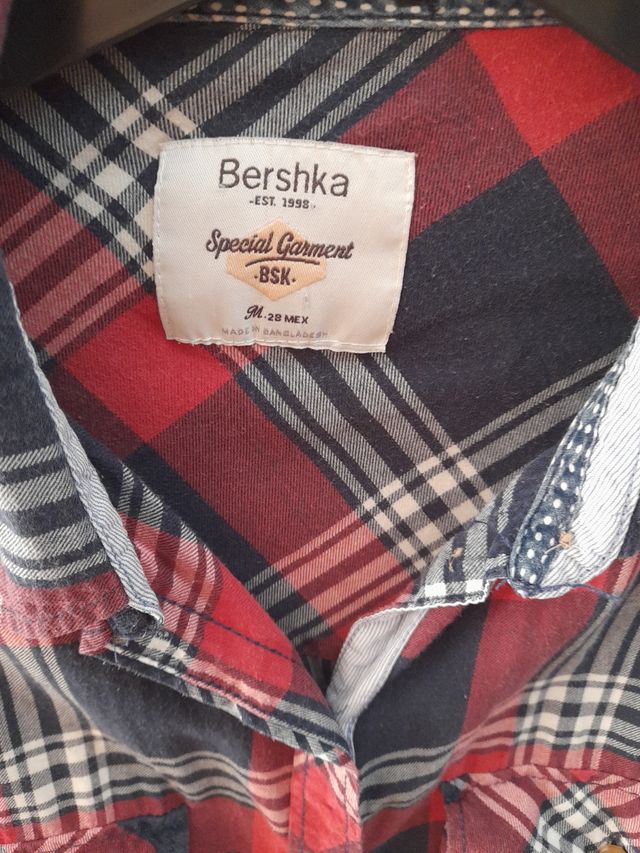 Bershka
-EST. 1998-
Special Garment
·BSK·
M. 28 MEX
MADE IN BANGLADESH